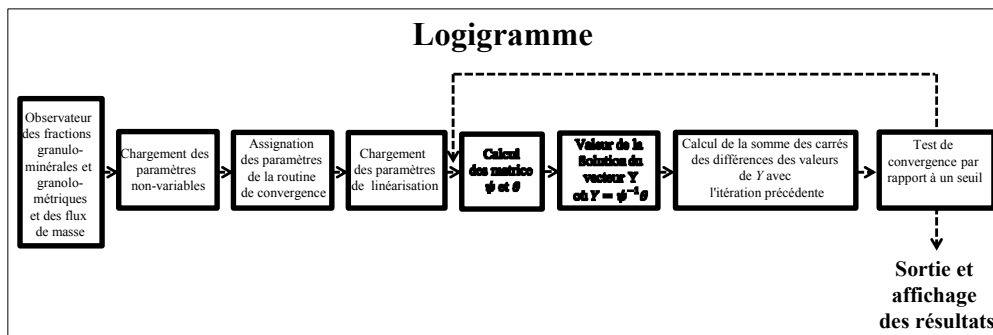 Logigramme
Observateur
des fractions
granulo-
minérales et
granolo-
métriques
et des flux
de masse
Chargement des
paramètres
non-variables
Assignation
des paramètres
de la routine
de convergence
Chargement
des paramètres
de linéarisation
Calcul
des matrice
ψ et θ
Valeur de la
Solution du
vecteur Y
où Y = ψ⁻¹θ
Calcul de la somme des carrés
des différences des valeurs
de Y avec
l'itération précédente
Test de
convergence par
rapport à un seuil
Sortie et
affichage
des résultats